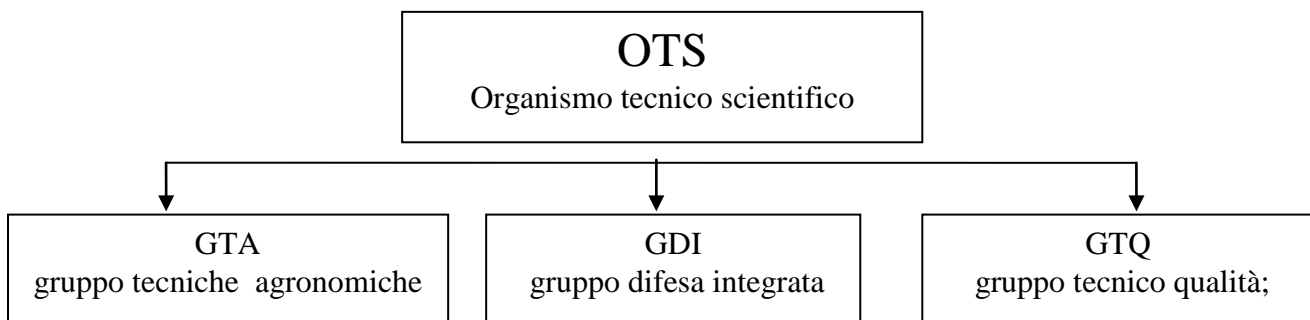 OTS
Organismo tecnico scientifico
GTA
gruppo tecniche  agronomiche
GDI
gruppo difesa integrata
GTQ
gruppo tecnico qualità;